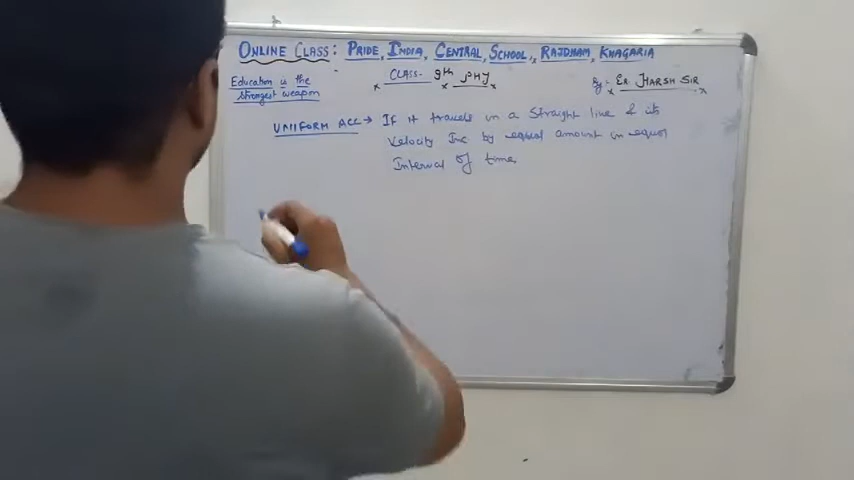 ONLINE CLASS: PRIDE, INDIA, CENTRAL, SCHOOL, RAJDHAM, KHAGARIA
Education is the strongest weapon
CLASS- 9th PHY
By:- ER. HARSH SIR
UNIFORM ACC → If it travels in a Straight line & its
Velocity Inc by equal amount in equal
Interval of time.